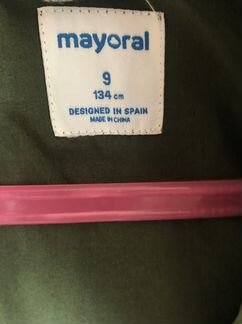 mayoral
9
134 cm
DESIGNED IN SPAIN
MADE IN CHINA